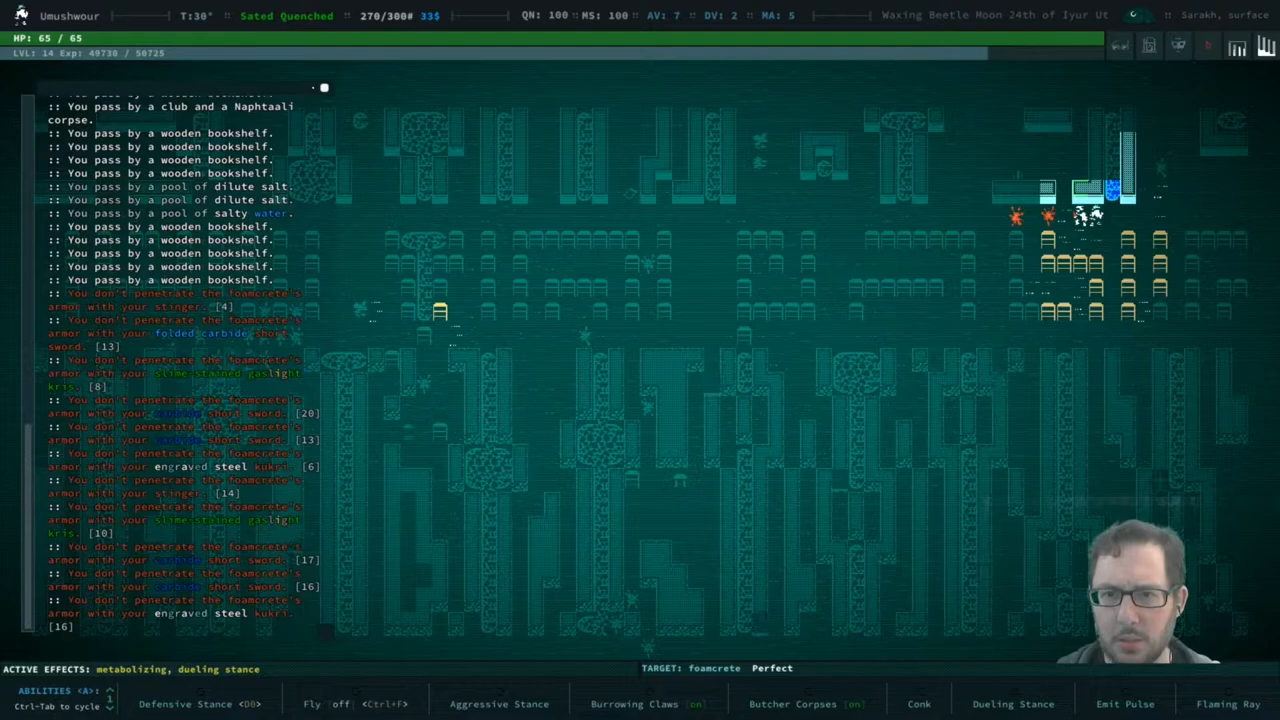 Umushwour T:30° :: Sated Quenched :: 270/300# 33$ QN: 100 :: MS: 100 :: AV: 7 :: DV: 2 :: MA: 5 Waxing Beetle Moon 24th of Iyur Ut :: Sarakh, surface
HP: 65 / 65
LVL: 14 Exp: 49730 / 50725
:: You pass by a club and a Naphtaali
corpse.
:: You pass by a wooden bookshelf.
:: You pass by a wooden bookshelf.
:: You pass by a wooden bookshelf.
:: You pass by a wooden bookshelf.
:: You pass by a pool of dilute salt.
:: You pass by a pool of dilute salt.
:: You pass by a pool of salty water.
:: You pass by a wooden bookshelf.
:: You pass by a wooden bookshelf.
:: You pass by a wooden bookshelf.
:: You pass by a wooden bookshelf.
:: You pass by a wooden bookshelf.
:: You don't penetrate the foamcrete's
armor with your stinger. [4]
:: You don't penetrate the foamcrete's
armor with your folded carbide short
sword. [13]
:: You don't penetrate the foamcrete's
armor with your slime-stained gaslight
kris. [8]
:: You don't penetrate the foamcrete's
armor with your carbide short sword. [20]
:: You don't penetrate the foamcrete's
armor with your carbide short sword. [13]
:: You don't penetrate the foamcrete's
armor with your engraved steel kukri. [6]
:: You don't penetrate the foamcrete's
armor with your stinger. [14]
:: You don't penetrate the foamcrete's
armor with your slime-stained gaslight
kris. [10]
:: You don't penetrate the foamcrete's
armor with your carbide short sword. [17]
:: You don't penetrate the foamcrete's
armor with your carbide short sword. [16]
:: You don't penetrate the foamcrete's
armor with your engraved steel kukri.
[16]
ACTIVE EFFECTS: metabolizing, dueling stance TARGET: foamcrete Perfect
ABILITIES <A>: 1
Ctrl-Tab to cycle
Defensive Stance <D0> Fly [off] <Ctrl+F> Aggressive Stance Burrowing Claws [on] Butcher Corpses [on] Conk Dueling Stance Emit Pulse Flaming Ray